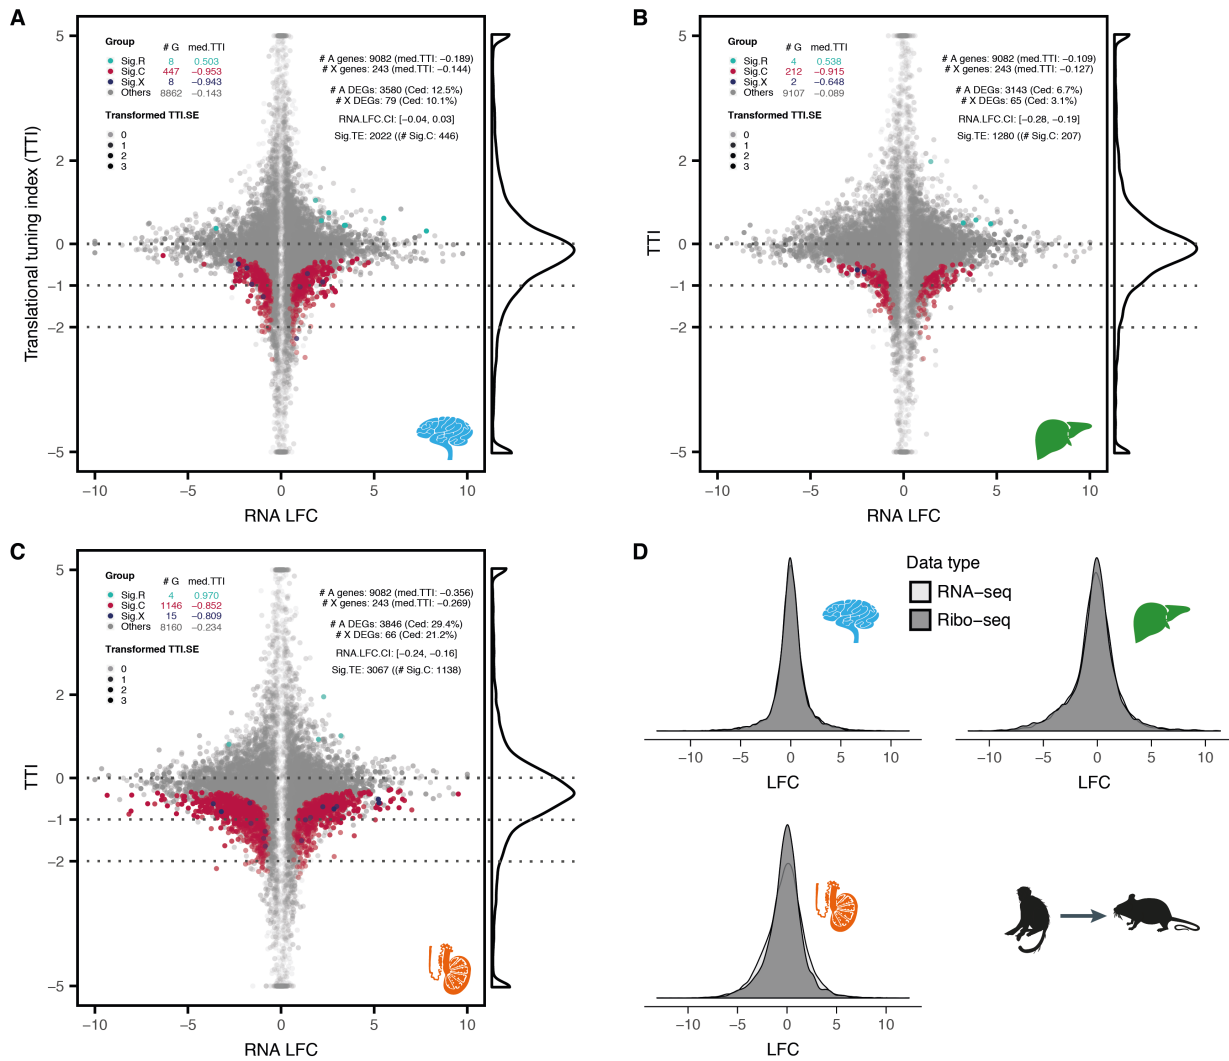 A
Translational tuning index (TTI)
5
2
0
−1
−2
−5
Group
# G med.TTI
Sig.R 8 0.503
Sig.C 447 −0.953
Sig.X 8 −0.943
Others 8862 −0.143
Transformed TTI.SE
0
1
2
3
# A genes: 9082 (med.TTI: −0.189)
# X genes: 243 (med.TTI: −0.144)
# A DEGs: 3580 (Ced: 12.5%)
# X DEGs: 79 (Ced: 10.1%)
RNA.LFC.CI: [−0.04, 0.03]
Sig.TE: 2022 ((# Sig.C: 446)
−10 −5 0 5 10
RNA LFC
B
TTI
5
2
0
−1
−2
−5
Group
# G med.TTI
Sig.R 4 0.538
Sig.C 212 −0.915
Sig.X 2 −0.648
Others 9107 −0.089
Transformed TTI.SE
0
1
2
3
# A genes: 9082 (med.TTI: −0.109)
# X genes: 243 (med.TTI: −0.127)
# A DEGs: 3143 (Ced: 6.7%)
# X DEGs: 65 (Ced: 3.1%)
RNA.LFC.CI: [−0.28, −0.19]
Sig.TE: 1280 ((# Sig.C: 207)
−10 −5 0 5 10
RNA LFC
C
TTI
5
2
0
−1
−2
−5
Group
# G med.TTI
Sig.R 4 0.970
Sig.C 1146 −0.852
Sig.X 15 −0.809
Others 8160 −0.234
Transformed TTI.SE
0
1
2
3
# A genes: 9082 (med.TTI: −0.356)
# X genes: 243 (med.TTI: −0.269)
# A DEGs: 3846 (Ced: 29.4%)
# X DEGs: 66 (Ced: 21.2%)
RNA.LFC.CI: [−0.24, −0.16]
Sig.TE: 3067 ((# Sig.C: 1138)
−10 −5 0 5 10
RNA LFC
D
Data type
RNA−seq
Ribo−seq
−10 −5 0 5 10
LFC
−10 −5 0 5 10
LFC
−10 −5 0 5 10
LFC